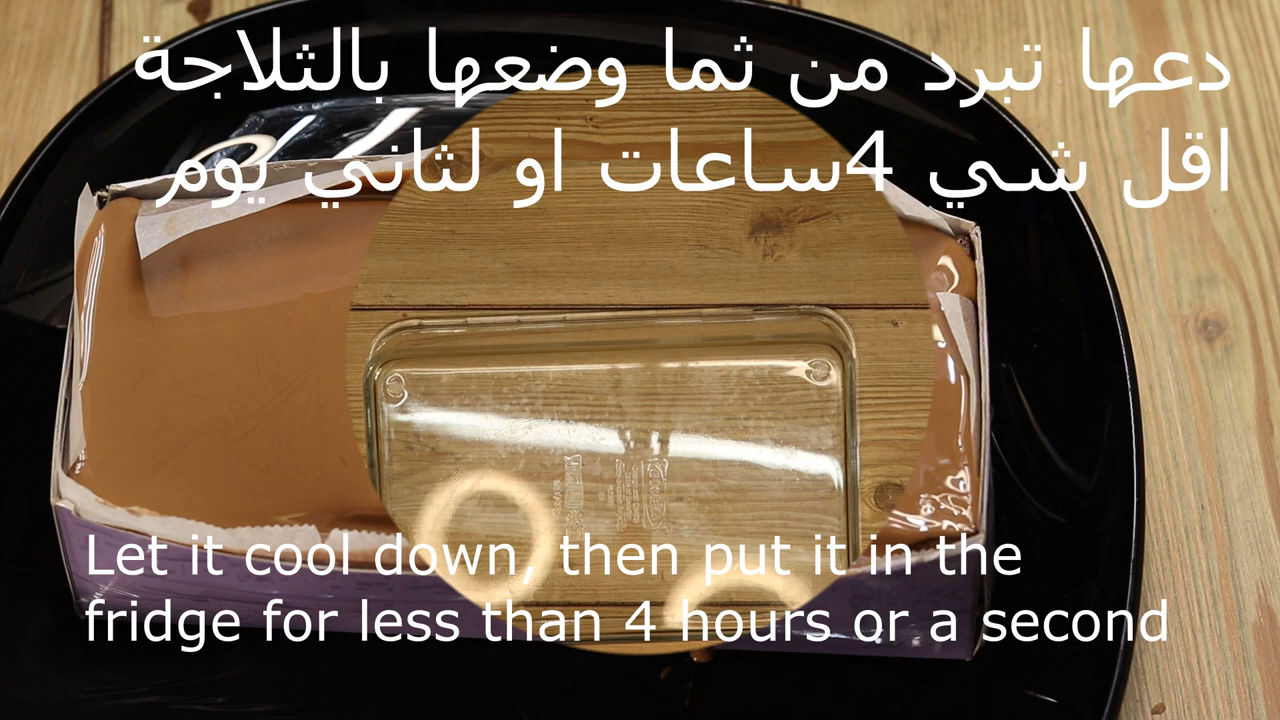 دعها تبرد من ثما وضعها بالثلاجة
اقل شي 4ساعات او لثاني يوم
Let it cool down, then put it in the
fridge for less than 4 hours or a second